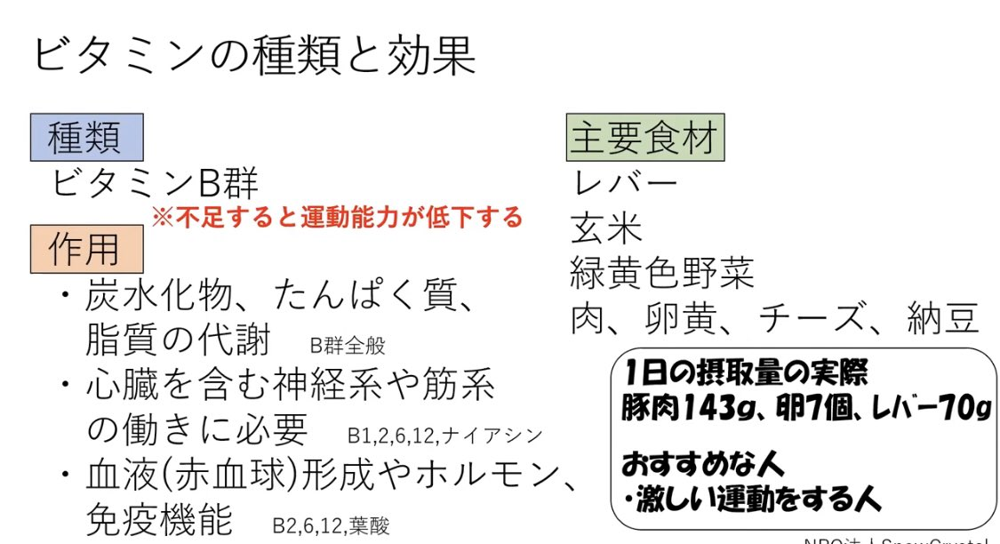 ビタミンの種類と効果
種類
ビタミンB群
※不足すると運動能力が低下する
作用
・炭水化物、たんぱく質、
脂質の代謝 B群全般
・心臓を含む神経系や筋系
の働きに必要 B1,2,6,12,ナイアシン
・血液(赤血球)形成やホルモン、
免疫機能 B2,6,12,葉酸
主要食材
レバー
玄米
緑黄色野菜
肉、卵黄、チーズ、納豆
1日の摂取量の実際
豚肉143g、卵7個、レバー70g
おすすめな人
・激しい運動をする人
NPO法人SnowCrystal